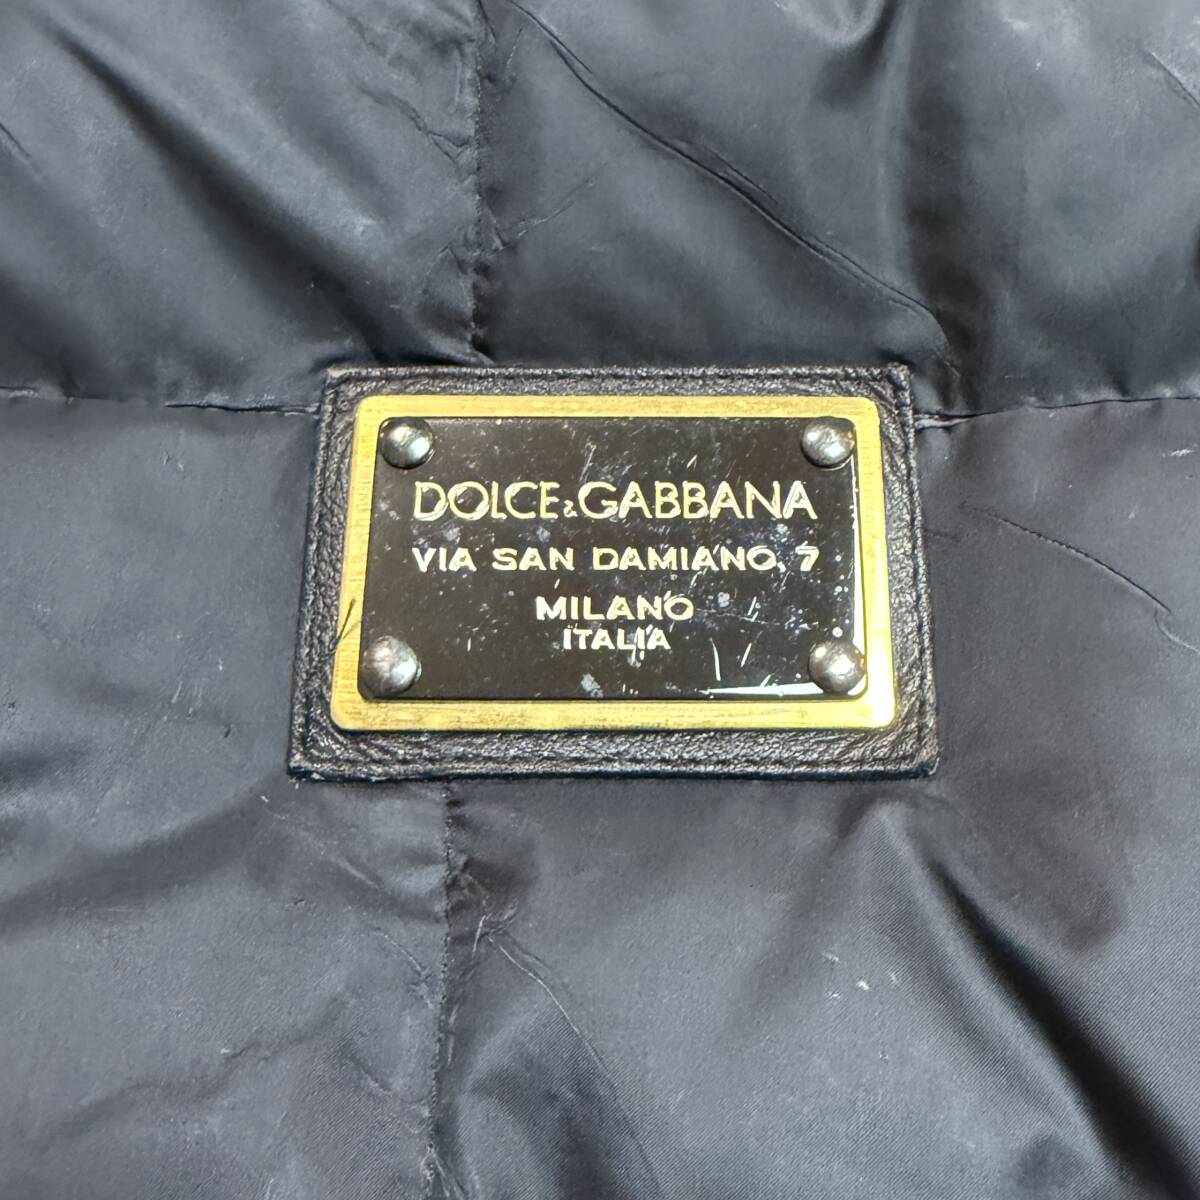 DOLCE&GABBANA
VIA SAN DAMIANO, 7
MILANO
ITALIA